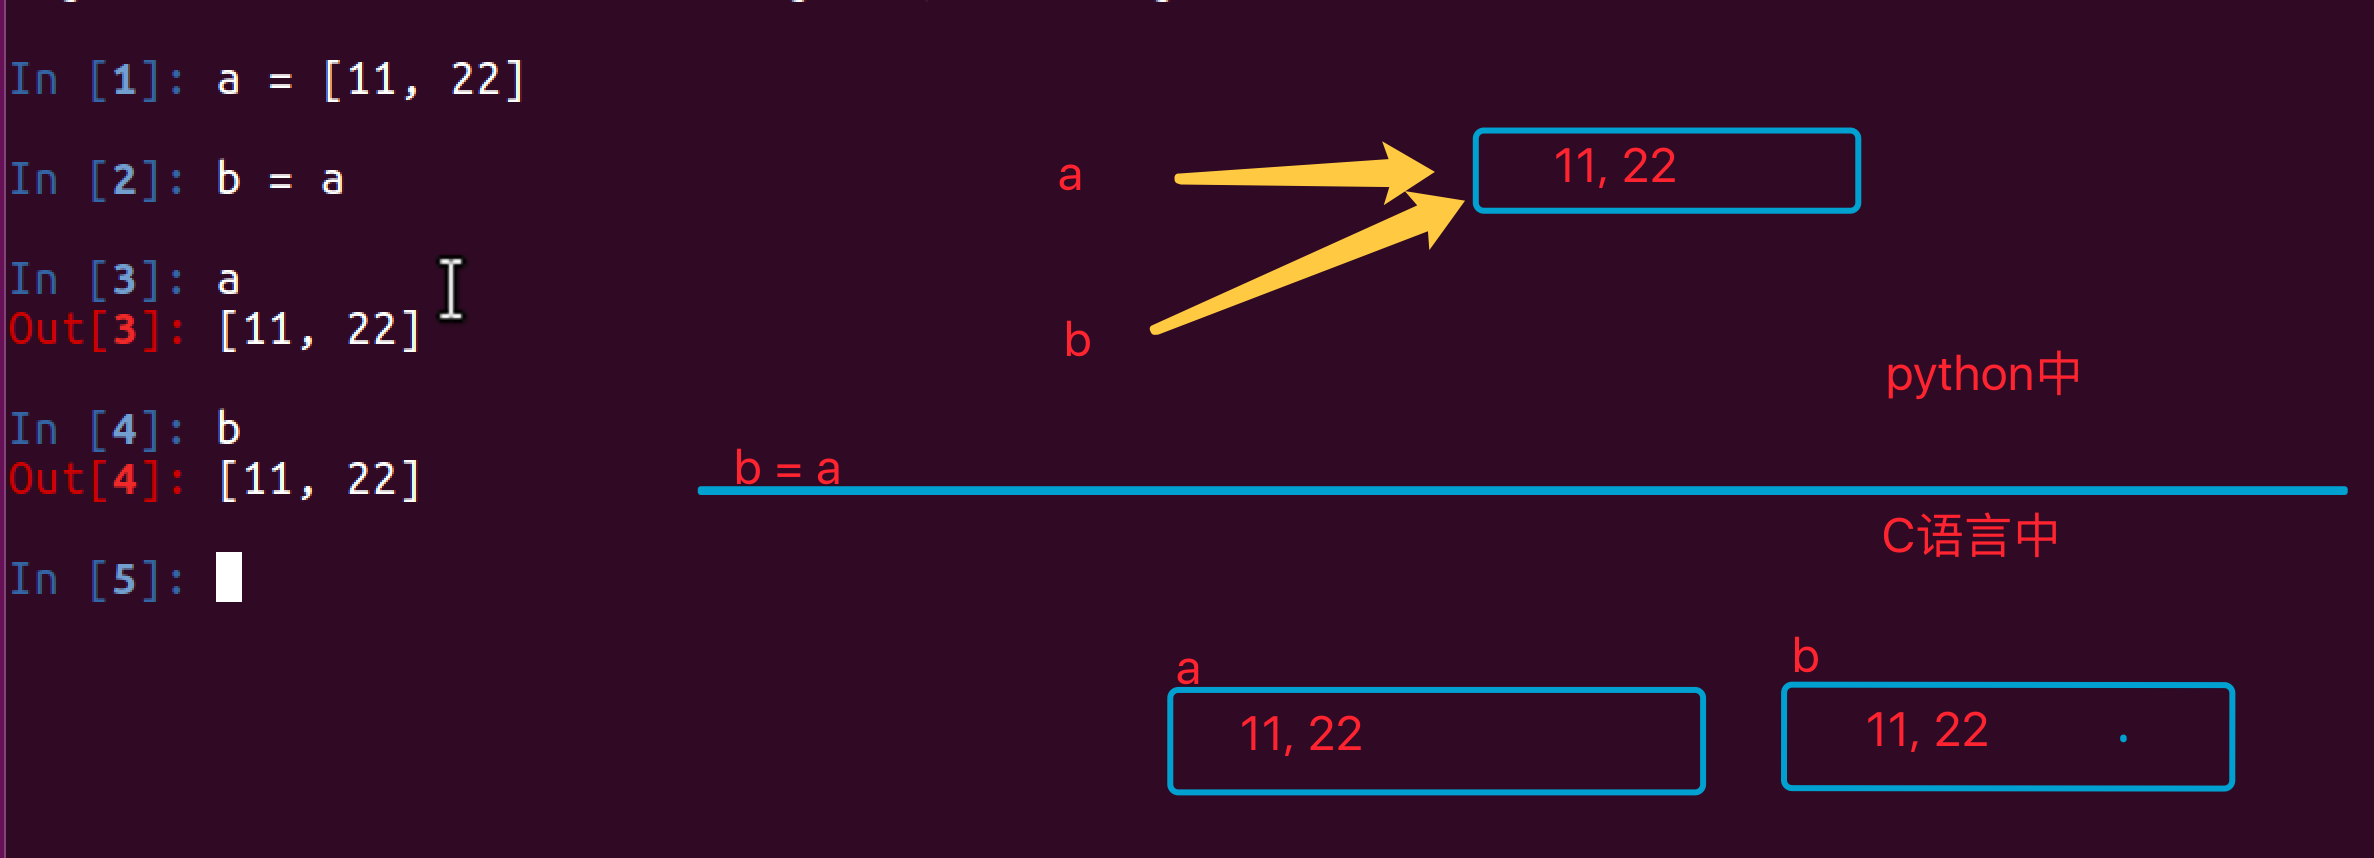 In [1]: a = [11, 22]
In [2]: b = a
In [3]: a
Out[3]: [11, 22]
In [4]: b
Out[4]: [11, 22]
In [5]:
a
11, 22
b
python中
b = a
C语言中
a
b
11, 22
11, 22